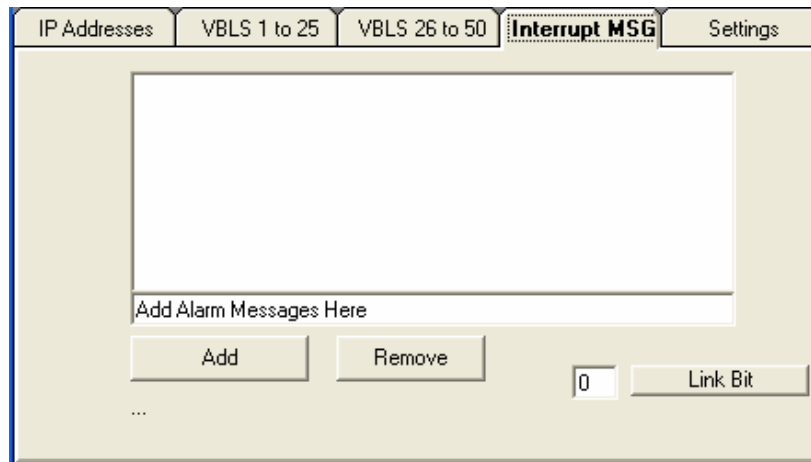 IP Addresses VBLS 1 to 25 VBLS 26 to 50 Interrupt MSG Settings
Add Alarm Messages Here
Add Remove
0 Link Bit
...